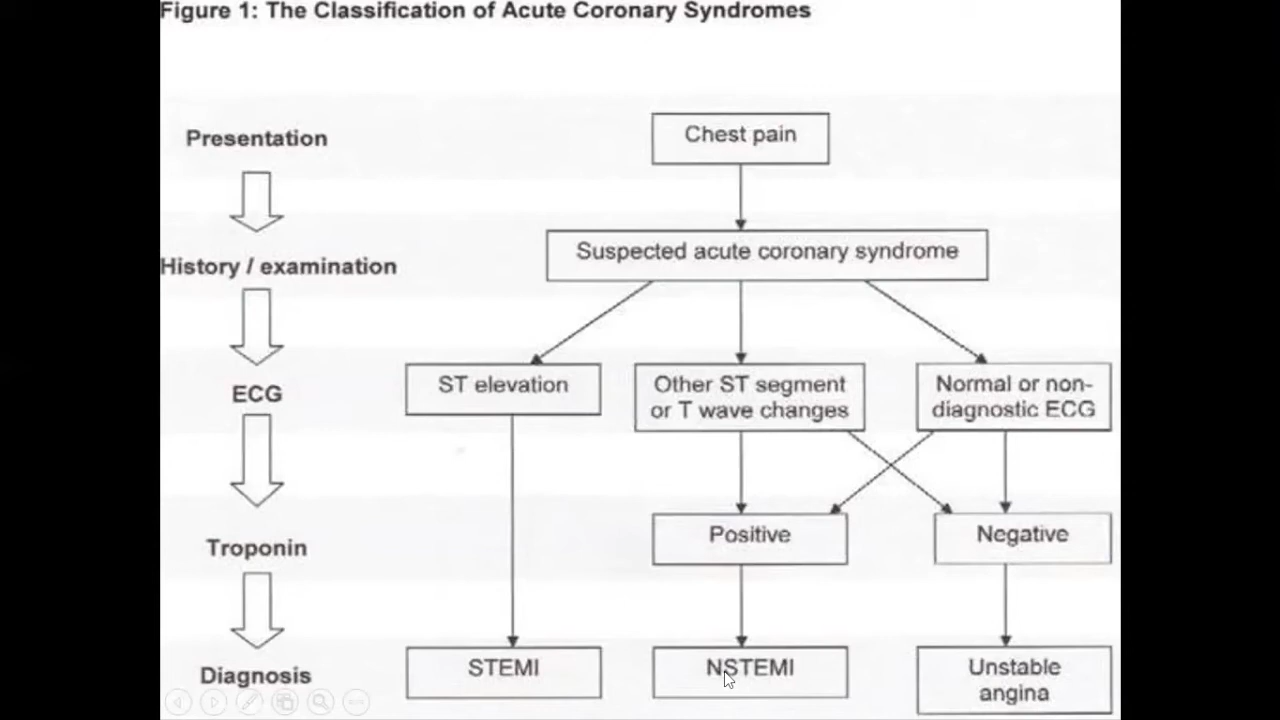 Figure 1: The Classification of Acute Coronary Syndromes
Presentation
Chest pain
History / examination
Suspected acute coronary syndrome
ECG
ST elevation
Other ST segment
or T wave changes
Normal or non-
diagnostic ECG
Troponin
Positive
Negative
Diagnosis
STEMI
NSTEMI
Unstable
angina